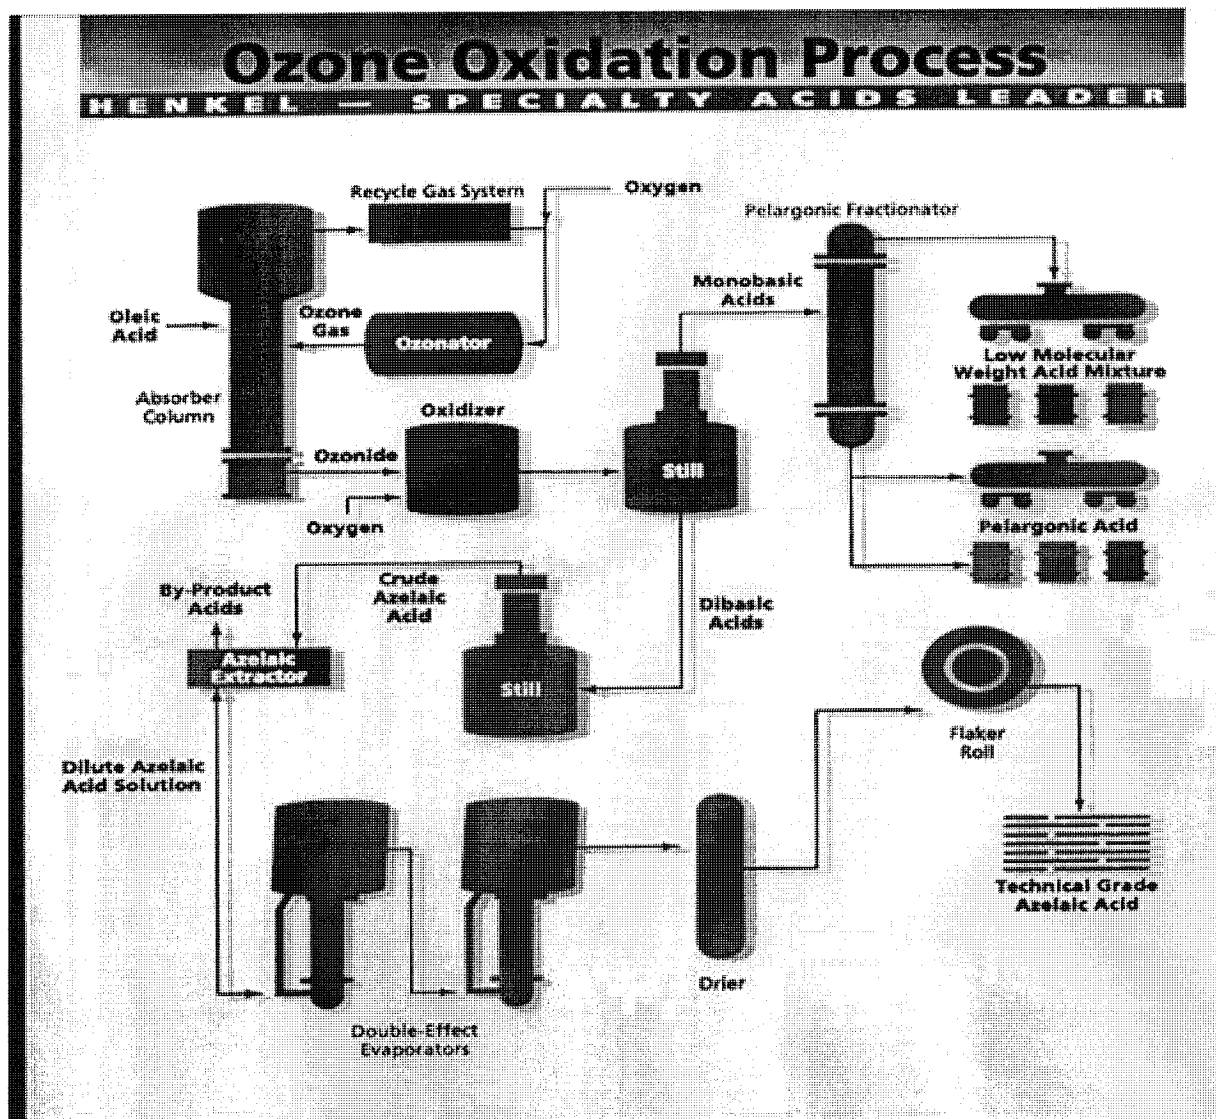 Ozone Oxidation Process
HENKEL — SPECIALTY ACIDS LEADER
Recycle Gas System
Oxygen
Pelargonic Fractionator
Monobasic
Acids
Oleic
Acid
Ozone
Gas
Ozonator
Low Molecular
Weight Acid Mixture
Absorber
Column
Oxidizer
Ozonide
Still
Oxygen
Pelargonic Acid
By-Product
Acids
Crude
Azelaic
Acid
Dibasic
Acids
Azelaic
Extractor
Still
Flaker
Roll
Dilute Azelaic
Acid Solution
Technical Grade
Azelaic Acid
Drier
Double-Effect
Evaporators